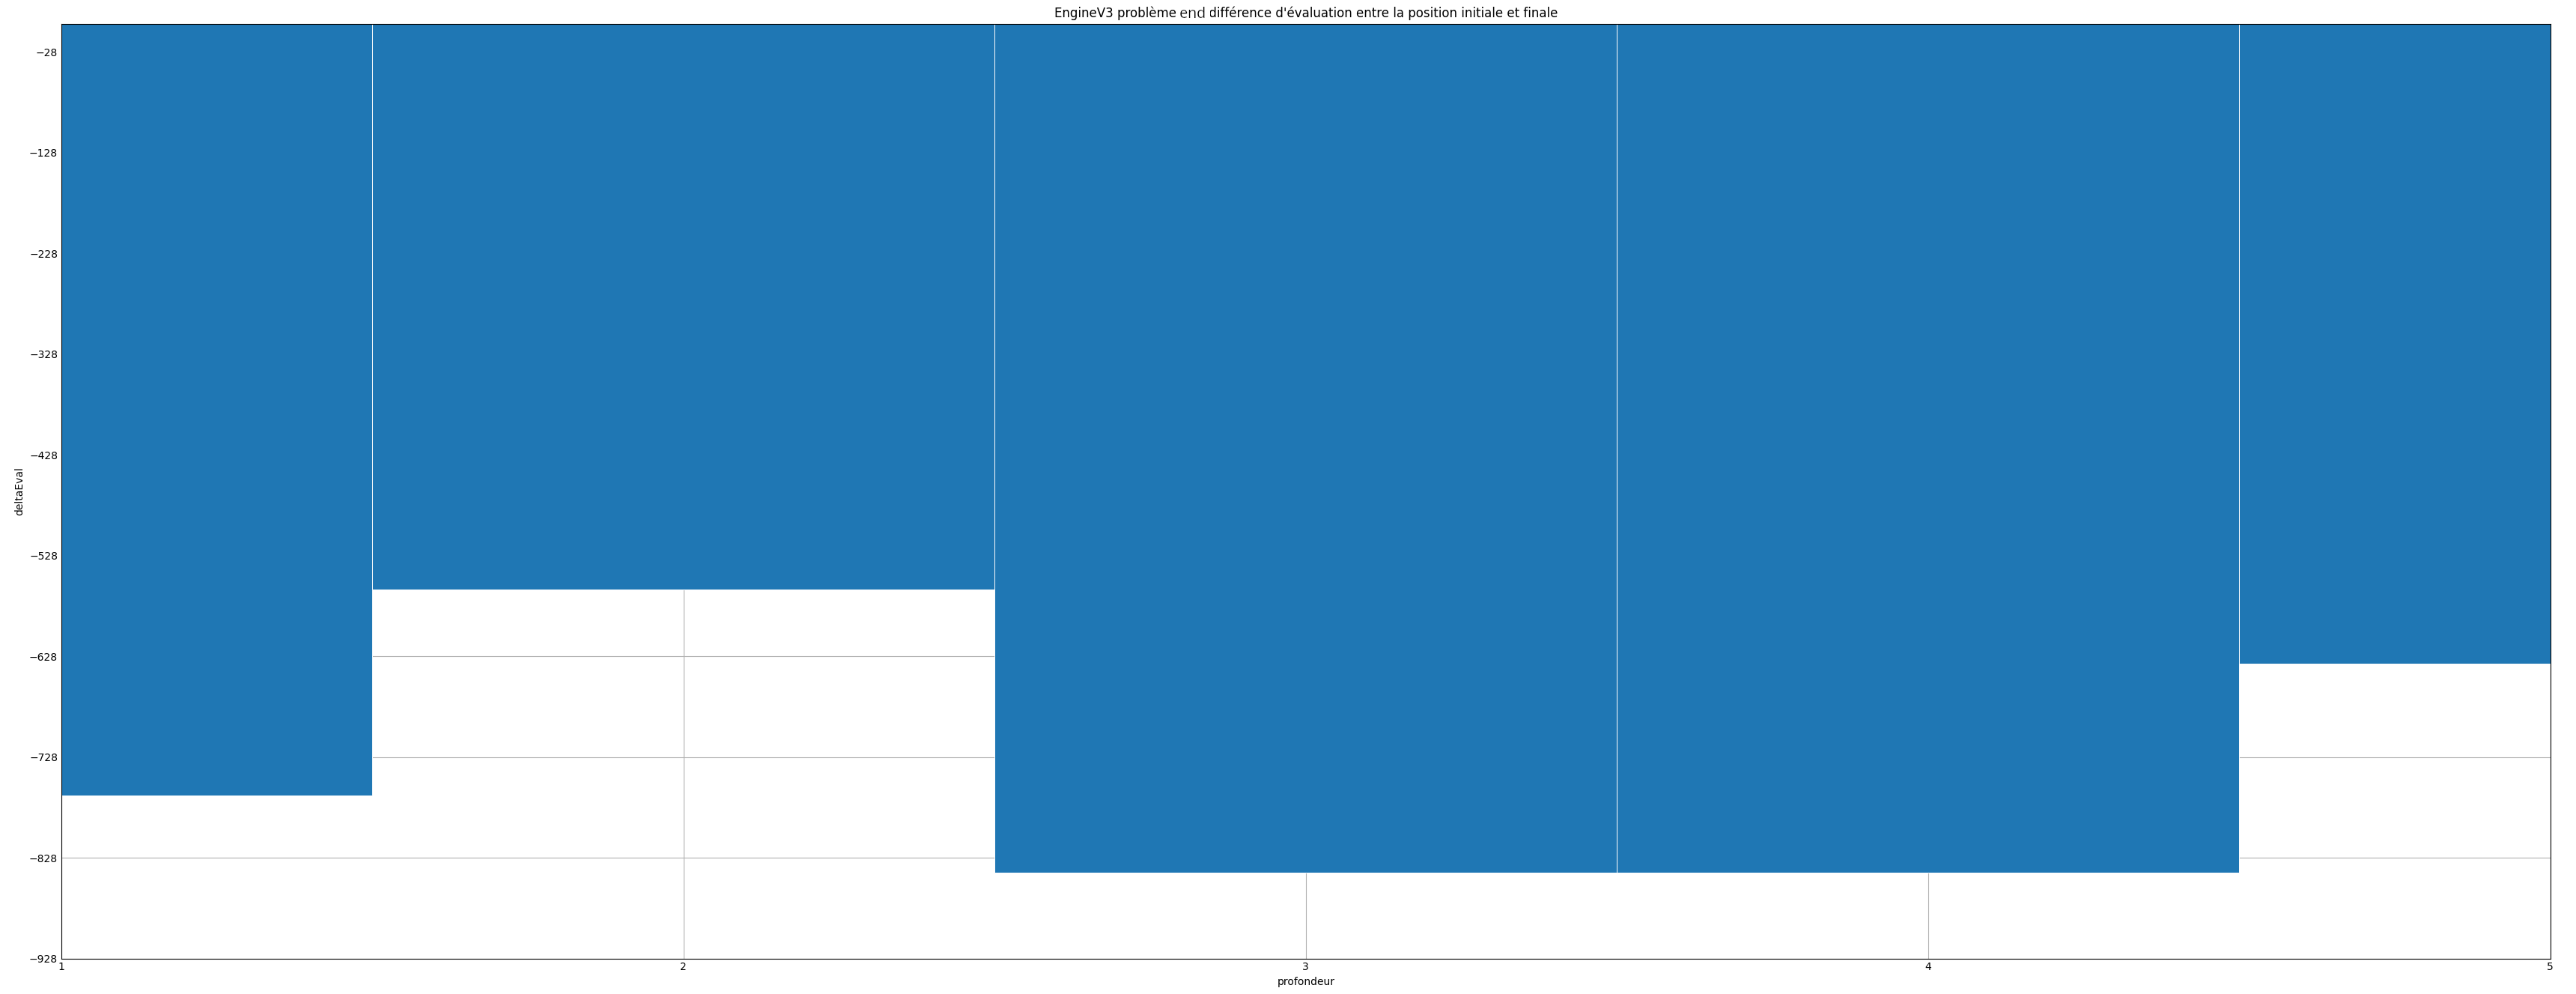 EngineV3 problème end différence d'évaluation entre la position initiale et finale
−28
−128
−228
−328
−428
−528
−628
−728
−828
−928
deltaEval
1 2 3 4 5
profondeur